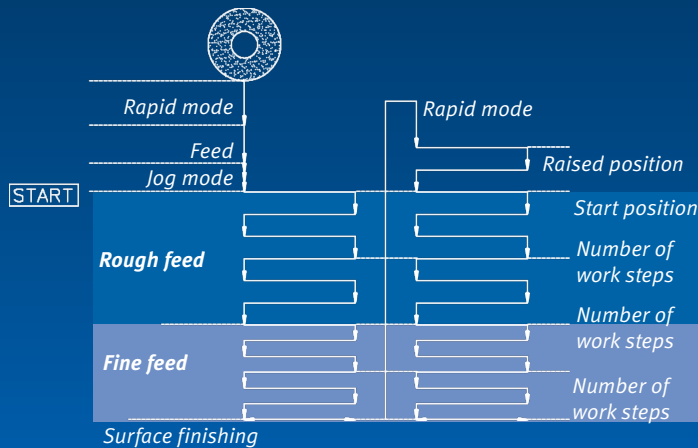 Rapid mode
Rapid mode
Feed
Raised position
Jog mode
START
Start position
Rough feed
Number of
work steps
Number of
work steps
Fine feed
Number of
work steps
Surface finishing